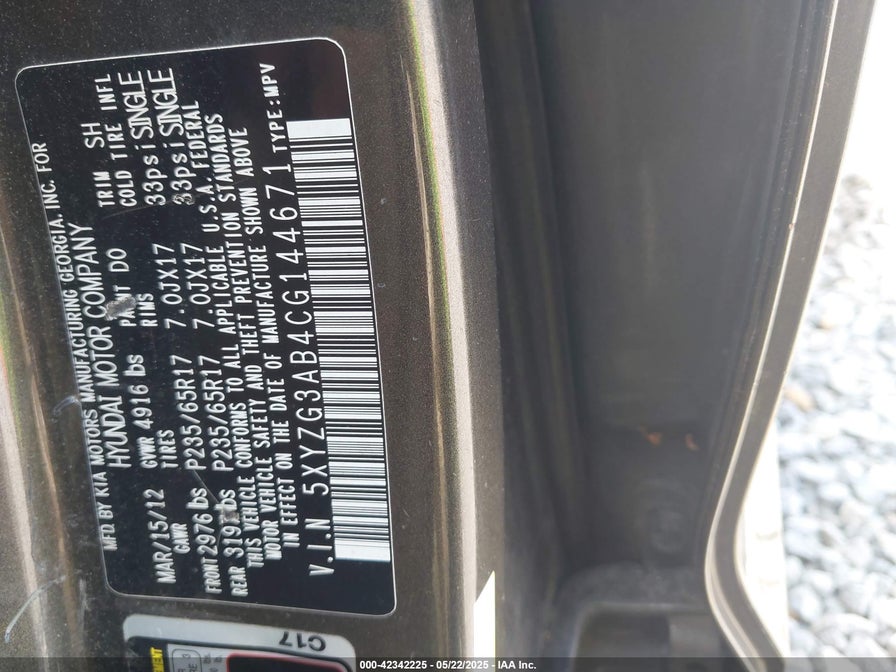 MFD. BY KIA MOTORS MANUFACTURING GEORGIA, INC. FOR
HYUNDAI MOTOR COMPANY
MAR/15/12 GVWR 4916 lbs PAINT DO TRIM SH
GAWR TIRES RIMS COLD TIRE INFL
FRONT 2976 lbs P235/65R17 7.0JX17 33psi SINGLE
REAR lbs P235/65R17 7.0JX17 33psi SINGLE
THIS VEHICLE CONFORMS TO ALL APPLICABLE U.S.A. FEDERAL
MOTOR VEHICLE SAFETY AND THEFT PREVENTION STANDARDS
IN EFFECT ON THE DATE OF MANUFACTURE SHOWN ABOVE
V.I.N 5XYZG3AB4CG144671 TYPE:MPV
C17
000-42342225 - 05/22/2025 - IAA Inc.